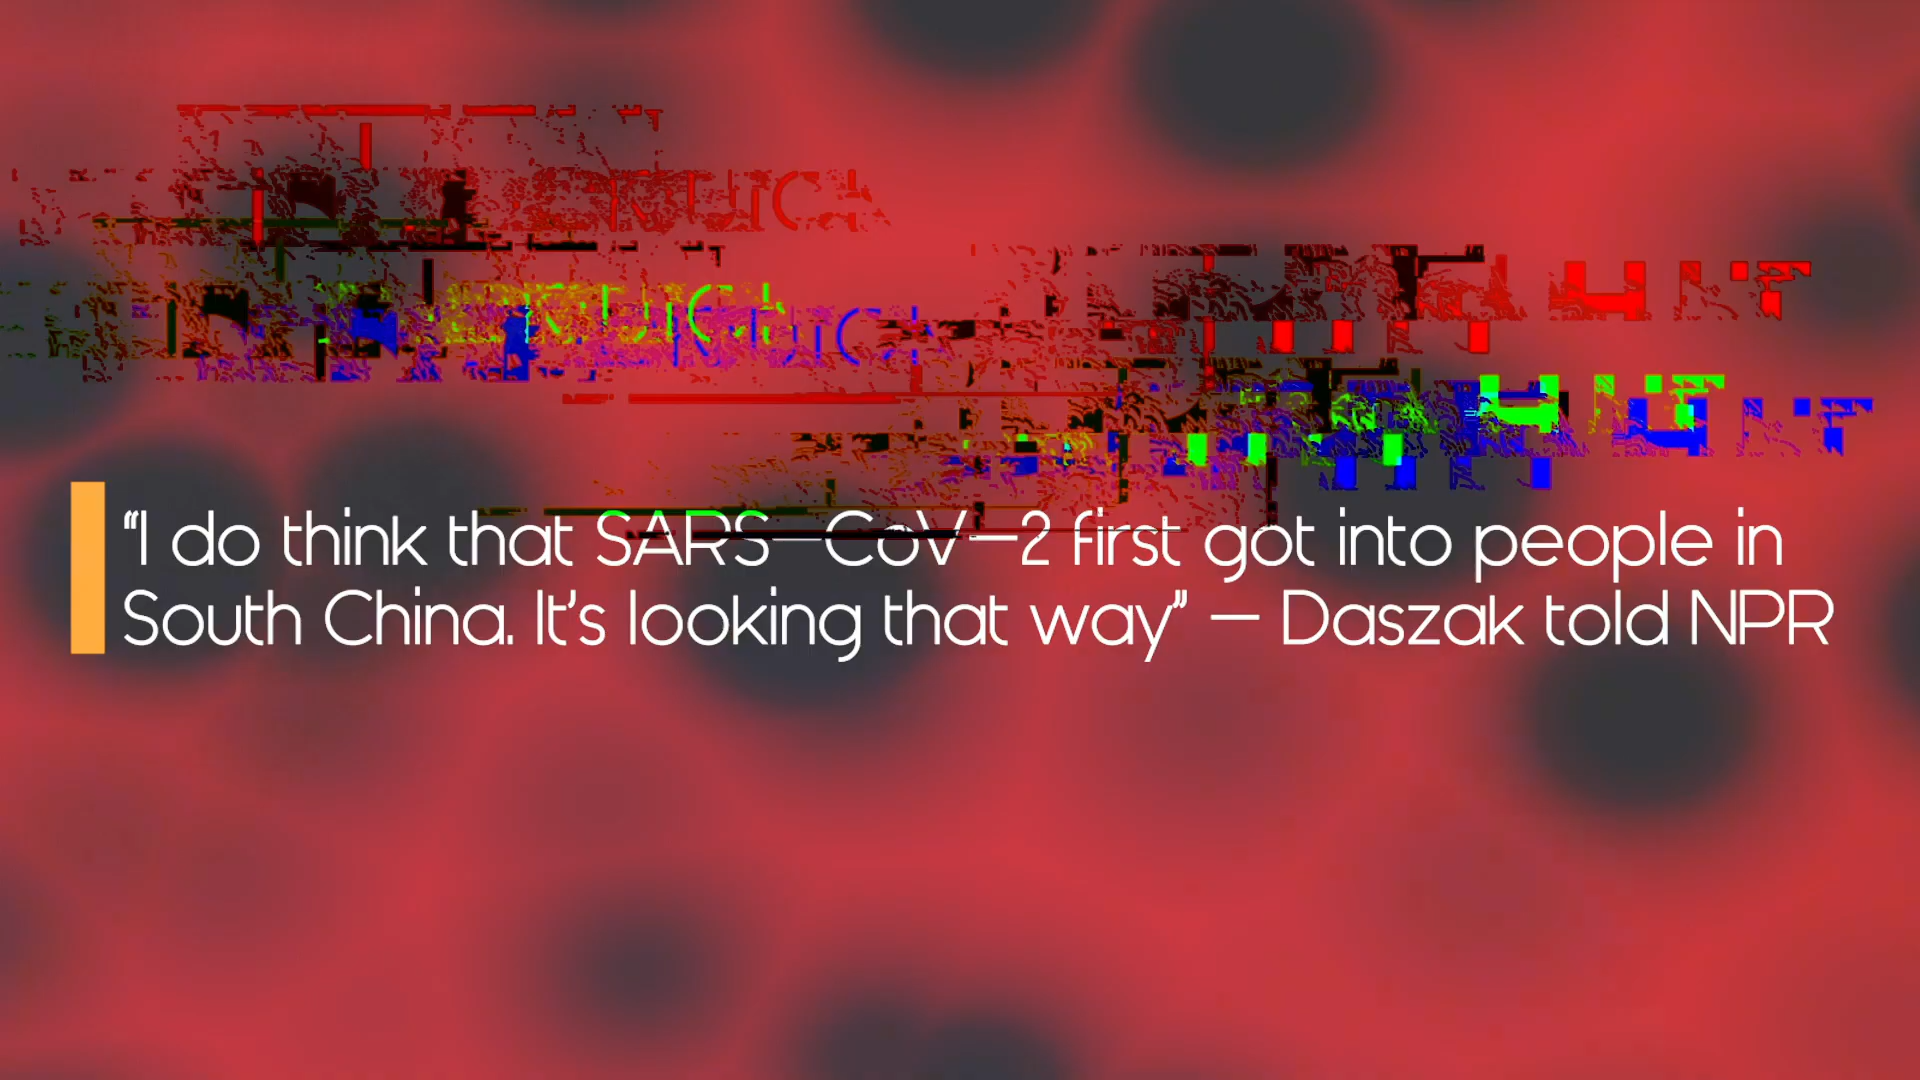 “I do think that SARS-CoV-2 first got into people in
South China. It's looking that way” – Daszak told NPR